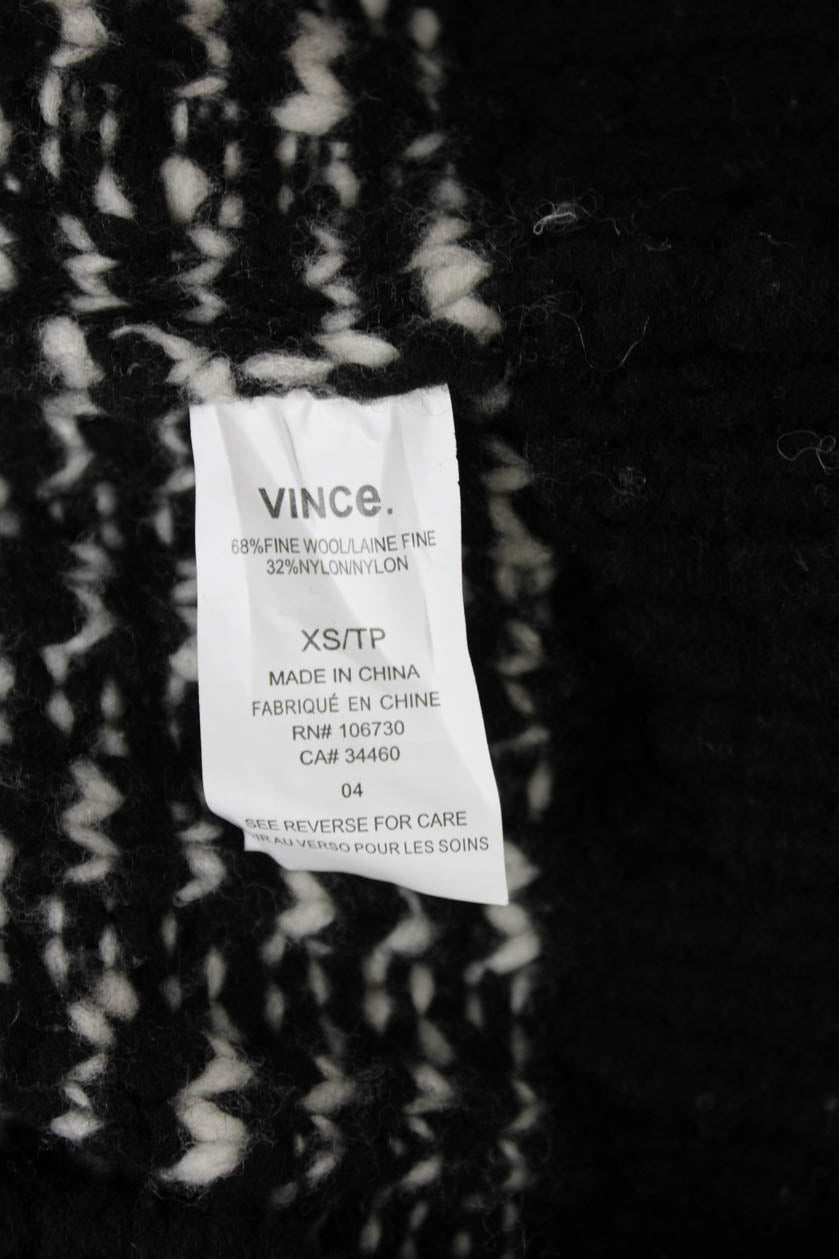 VINCE.
68%FINE WOOL/LAINE FINE
32%NYLON/NYLON
XS/TP
MADE IN CHINA
FABRIQUÉ EN CHINE
RN# 106730
CA# 34460
04
SEE REVERSE FOR CARE
AU VERSO POUR LES SOINS